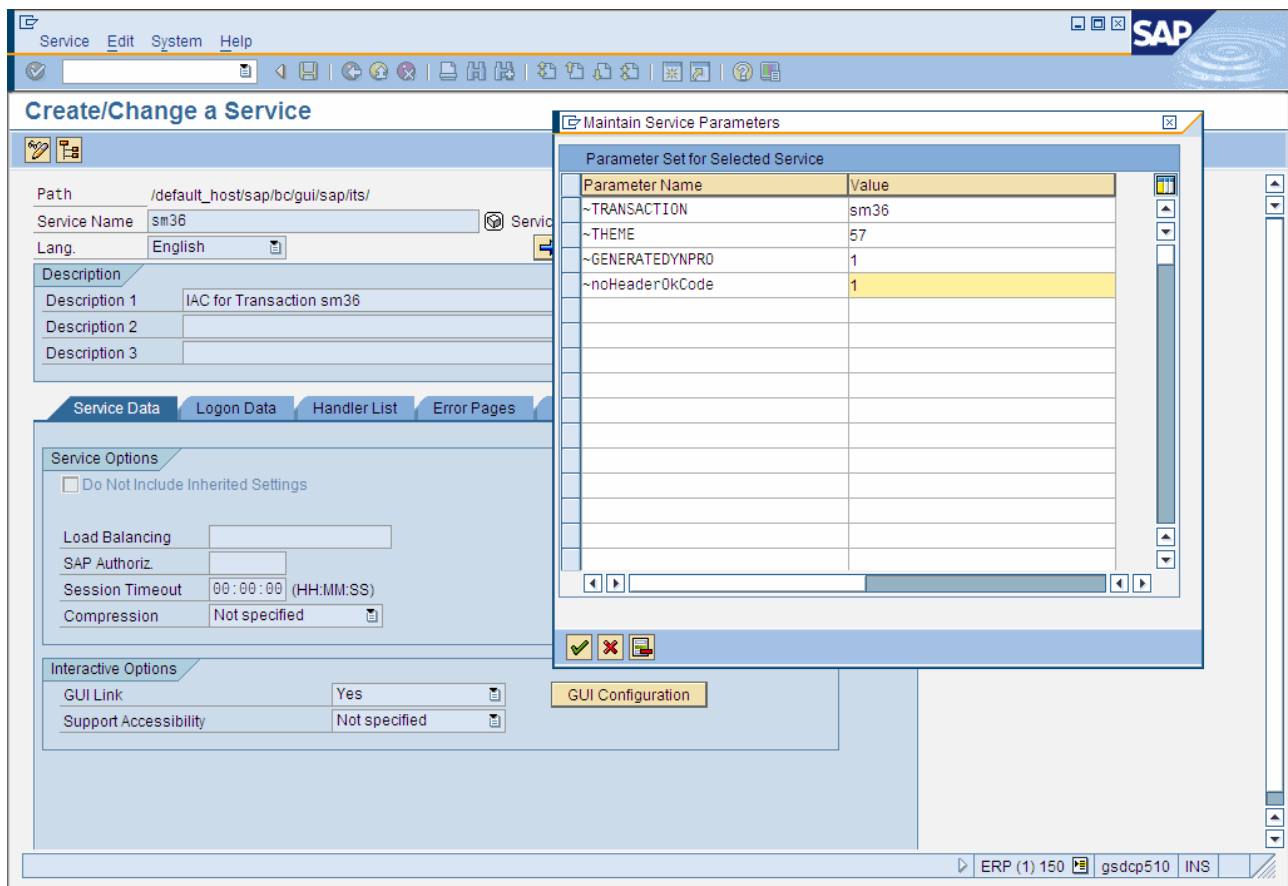 Service Edit System Help
SAP
Create/Change a Service
Maintain Service Parameters
Parameter Set for Selected Service
Parameter Name Value
~TRANSACTION sm36
~THEME 57
~GENERATEDYNPRO 1
~noHeaderOkCode 1
Path /default_host/sap/bc/gui/sap/its/
Service Name sm36 Servic
Lang. English
Description
Description 1 IAC for Transaction sm36
Description 2
Description 3
Service Data Logon Data Handler List Error Pages
Service Options
Do Not Include Inherited Settings
Load Balancing
SAP Authoriz.
Session Timeout 00:00:00 (HH:MM:SS)
Compression Not specified
Interactive Options
GUI Link Yes GUI Configuration
Support Accessibility Not specified
ERP (1) 150 gsdcp510 INS